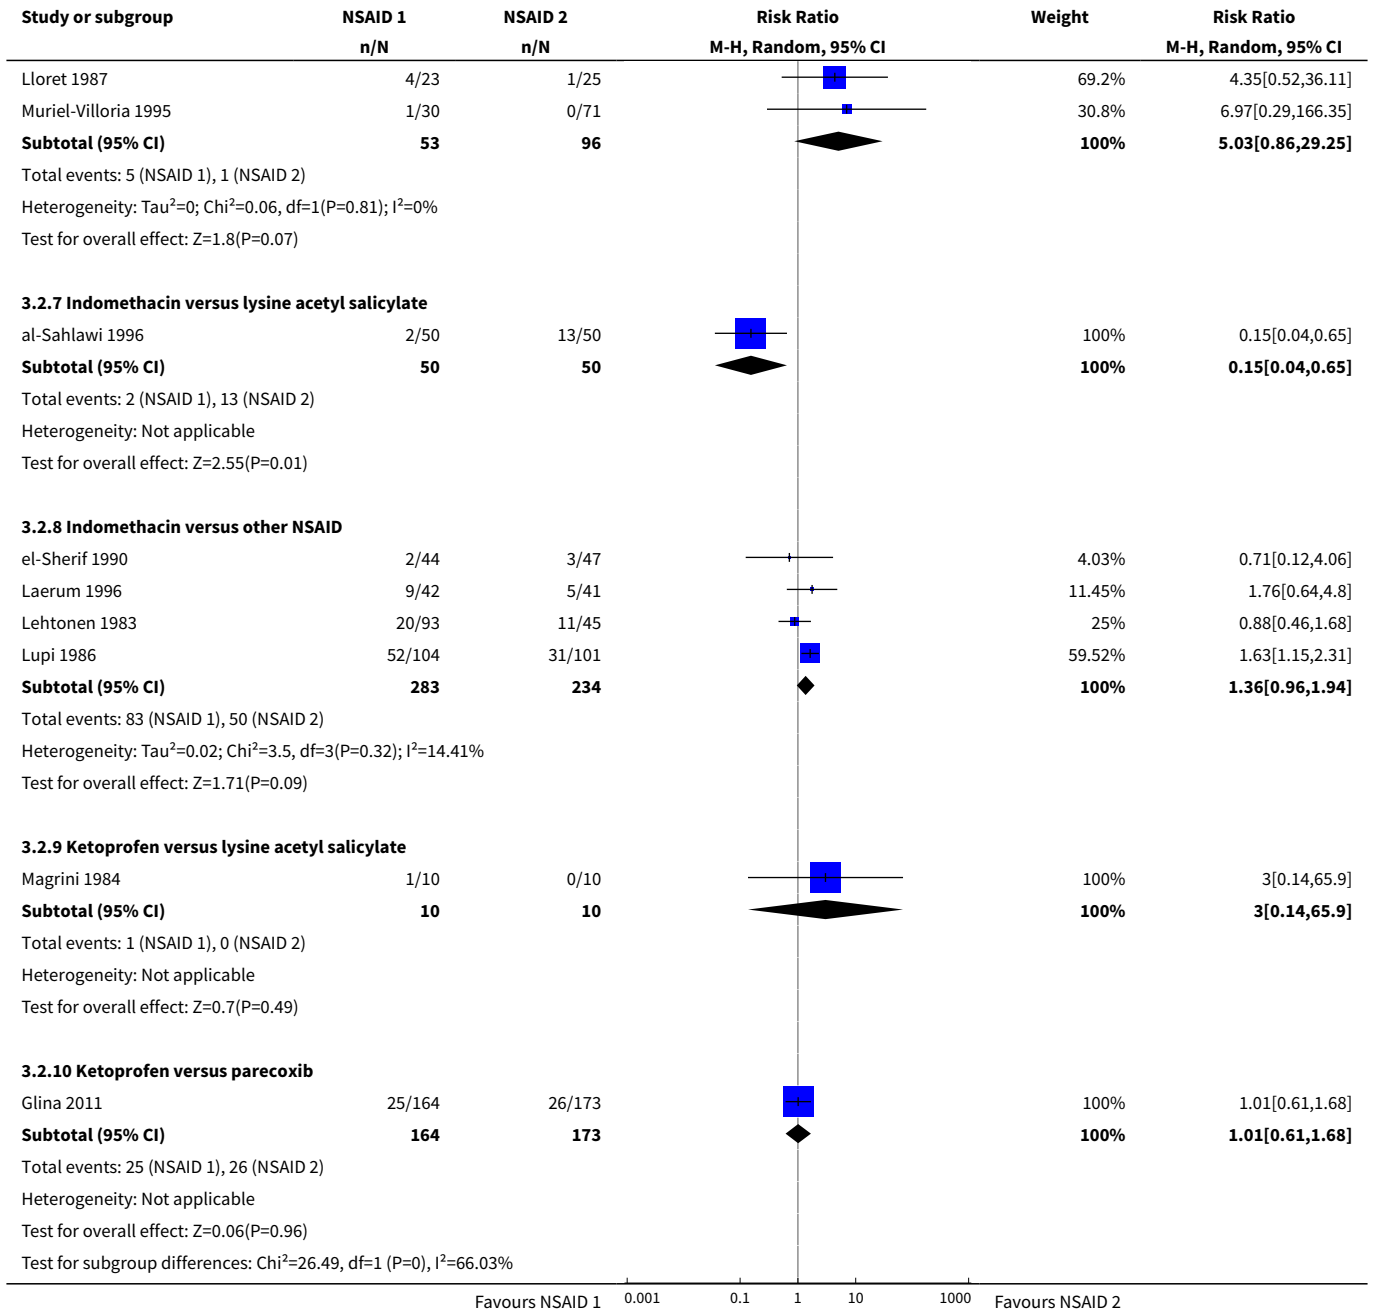 Study or subgroup NSAID 1 NSAID 2 Risk Ratio Weight Risk Ratio
n/N n/N M-H, Random, 95% CI M-H, Random, 95% CI
Lloret 1987 4/23 1/25 69.2% 4.35[0.52,36.11]
Muriel-Villoria 1995 1/30 0/71 30.8% 6.97[0.29,166.35]
Subtotal (95% CI) 53 96 100% 5.03[0.86,29.25]
Total events: 5 (NSAID 1), 1 (NSAID 2)
Heterogeneity: Tau²=0; Chi²=0.06, df=1(P=0.81); I²=0%
Test for overall effect: Z=1.8(P=0.07)
3.2.7 Indomethacin versus lysine acetyl salicylate
al-Sahlawi 1996 2/50 13/50 100% 0.15[0.04,0.65]
Subtotal (95% CI) 50 50 100% 0.15[0.04,0.65]
Total events: 2 (NSAID 1), 13 (NSAID 2)
Heterogeneity: Not applicable
Test for overall effect: Z=2.55(P=0.01)
3.2.8 Indomethacin versus other NSAID
el-Sherif 1990 2/44 3/47 4.03% 0.71[0.12,4.06]
Laerum 1996 9/42 5/41 11.45% 1.76[0.64,4.8]
Lehtonen 1983 20/93 11/45 25% 0.88[0.46,1.68]
Lupi 1986 52/104 31/101 59.52% 1.63[1.15,2.31]
Subtotal (95% CI) 283 234 100% 1.36[0.96,1.94]
Total events: 83 (NSAID 1), 50 (NSAID 2)
Heterogeneity: Tau²=0.02; Chi²=3.5, df=3(P=0.32); I²=14.41%
Test for overall effect: Z=1.71(P=0.09)
3.2.9 Ketoprofen versus lysine acetyl salicylate
Magrini 1984 1/10 0/10 100% 3[0.14,65.9]
Subtotal (95% CI) 10 10 100% 3[0.14,65.9]
Total events: 1 (NSAID 1), 0 (NSAID 2)
Heterogeneity: Not applicable
Test for overall effect: Z=0.7(P=0.49)
3.2.10 Ketoprofen versus parecoxib
Glina 2011 25/164 26/173 100% 1.01[0.61,1.68]
Subtotal (95% CI) 164 173 100% 1.01[0.61,1.68]
Total events: 25 (NSAID 1), 26 (NSAID 2)
Heterogeneity: Not applicable
Test for overall effect: Z=0.06(P=0.96)
Test for subgroup differences: Chi²=26.49, df=1 (P=0), I²=66.03%
Favours NSAID 1 0.001 0.1 1 10 1000 Favours NSAID 2